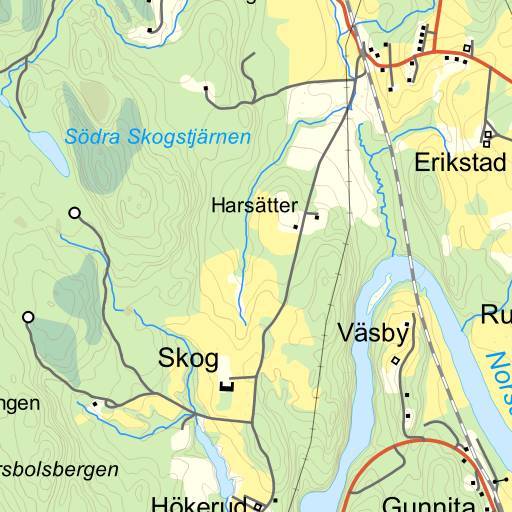 Södra Skogstjärnen
Erikstad
Harsätter
Väsby
Skog
Hökerud
Gunnita